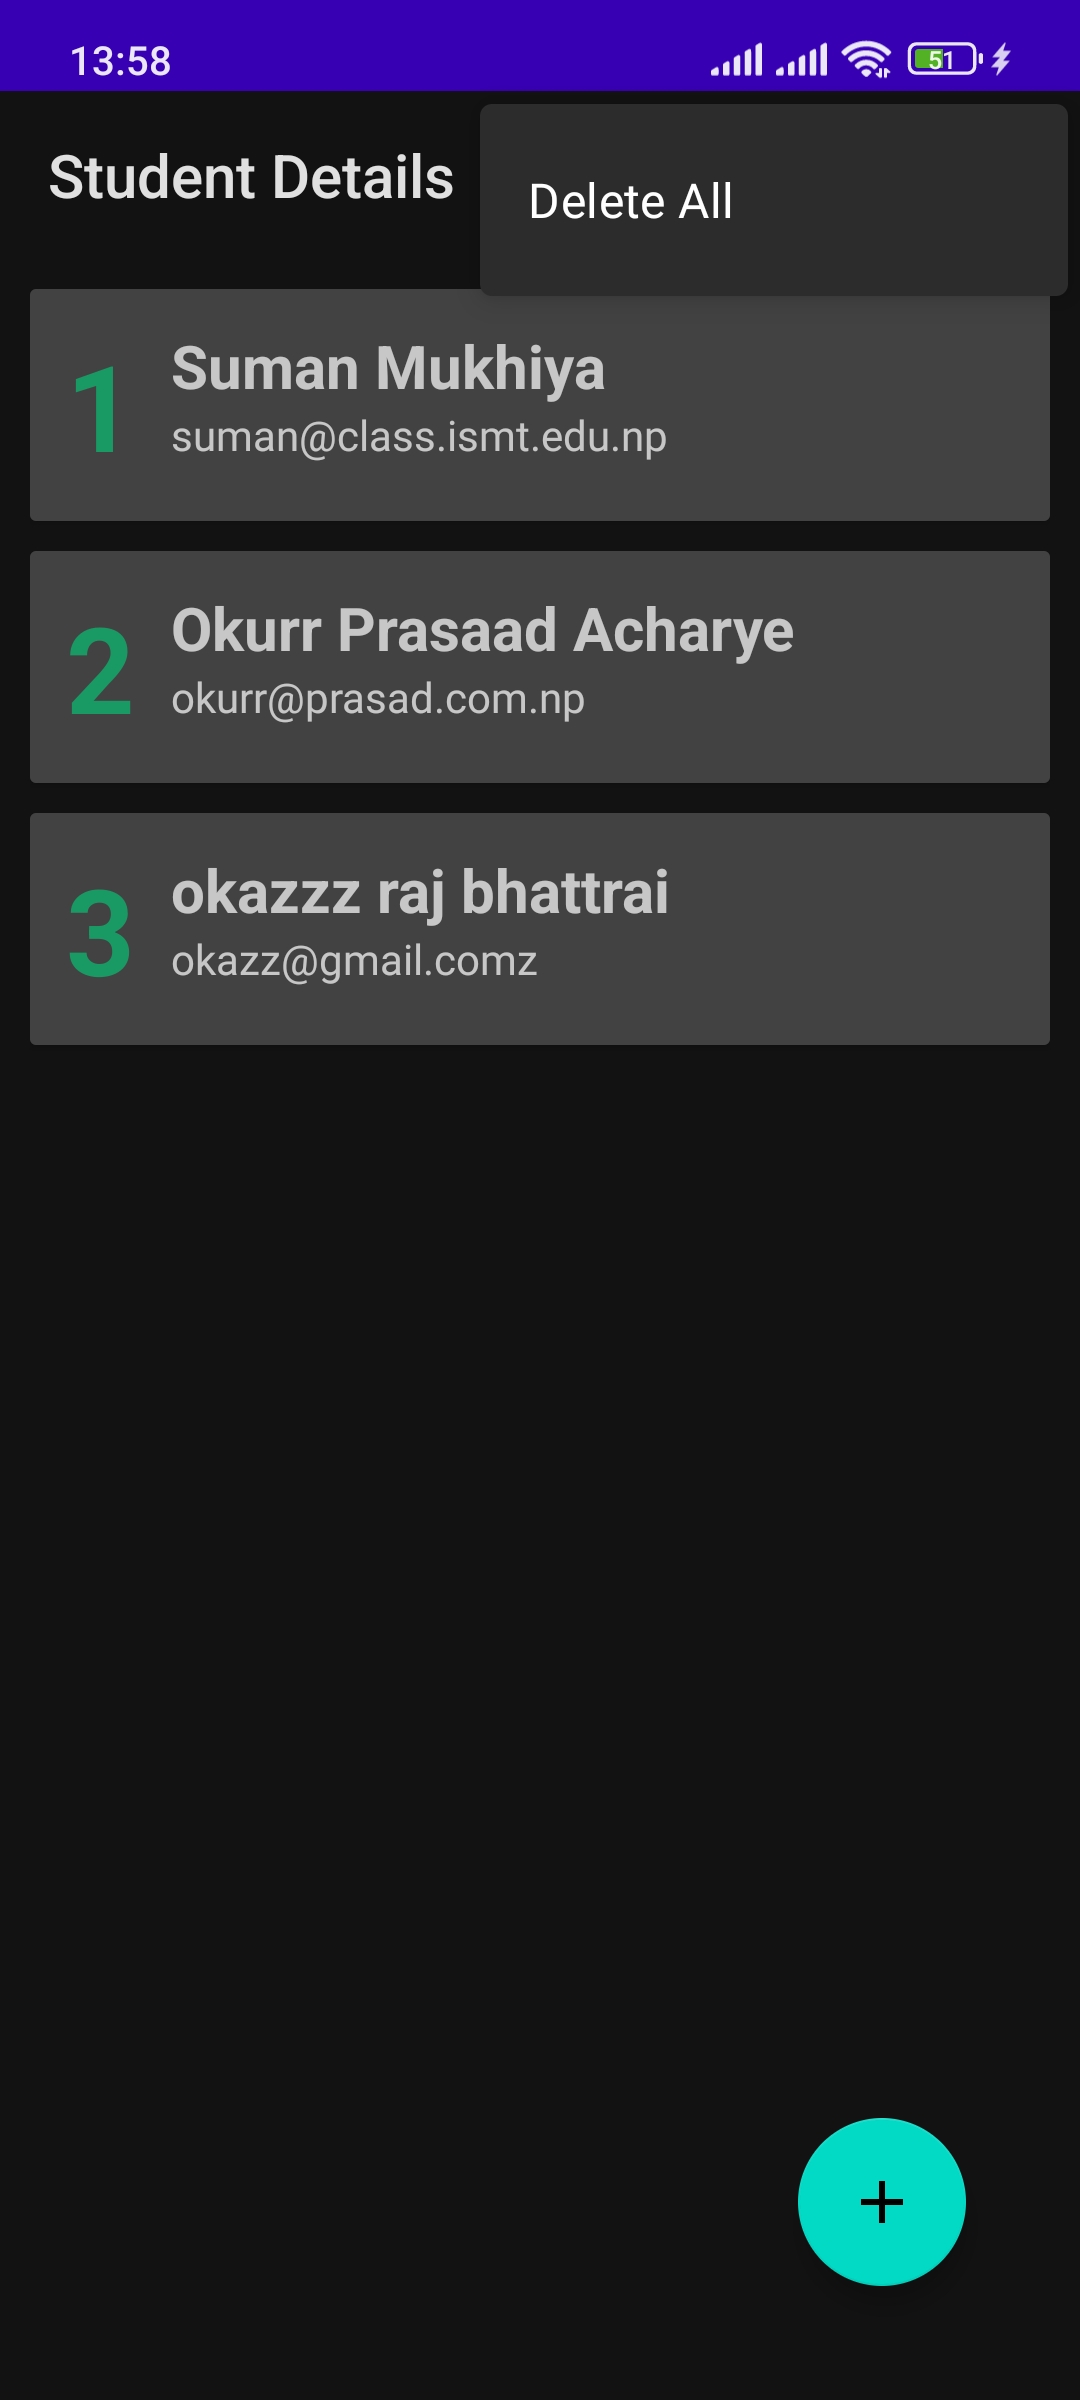 13:58
51
Student Details
Delete All
1
Suman Mukhiya
suman@class.ismt.edu.np
2
Okurr Prasaad Acharye
okurr@prasad.com.np
3
okazzz raj bhattrai
okazz@gmail.comz
+